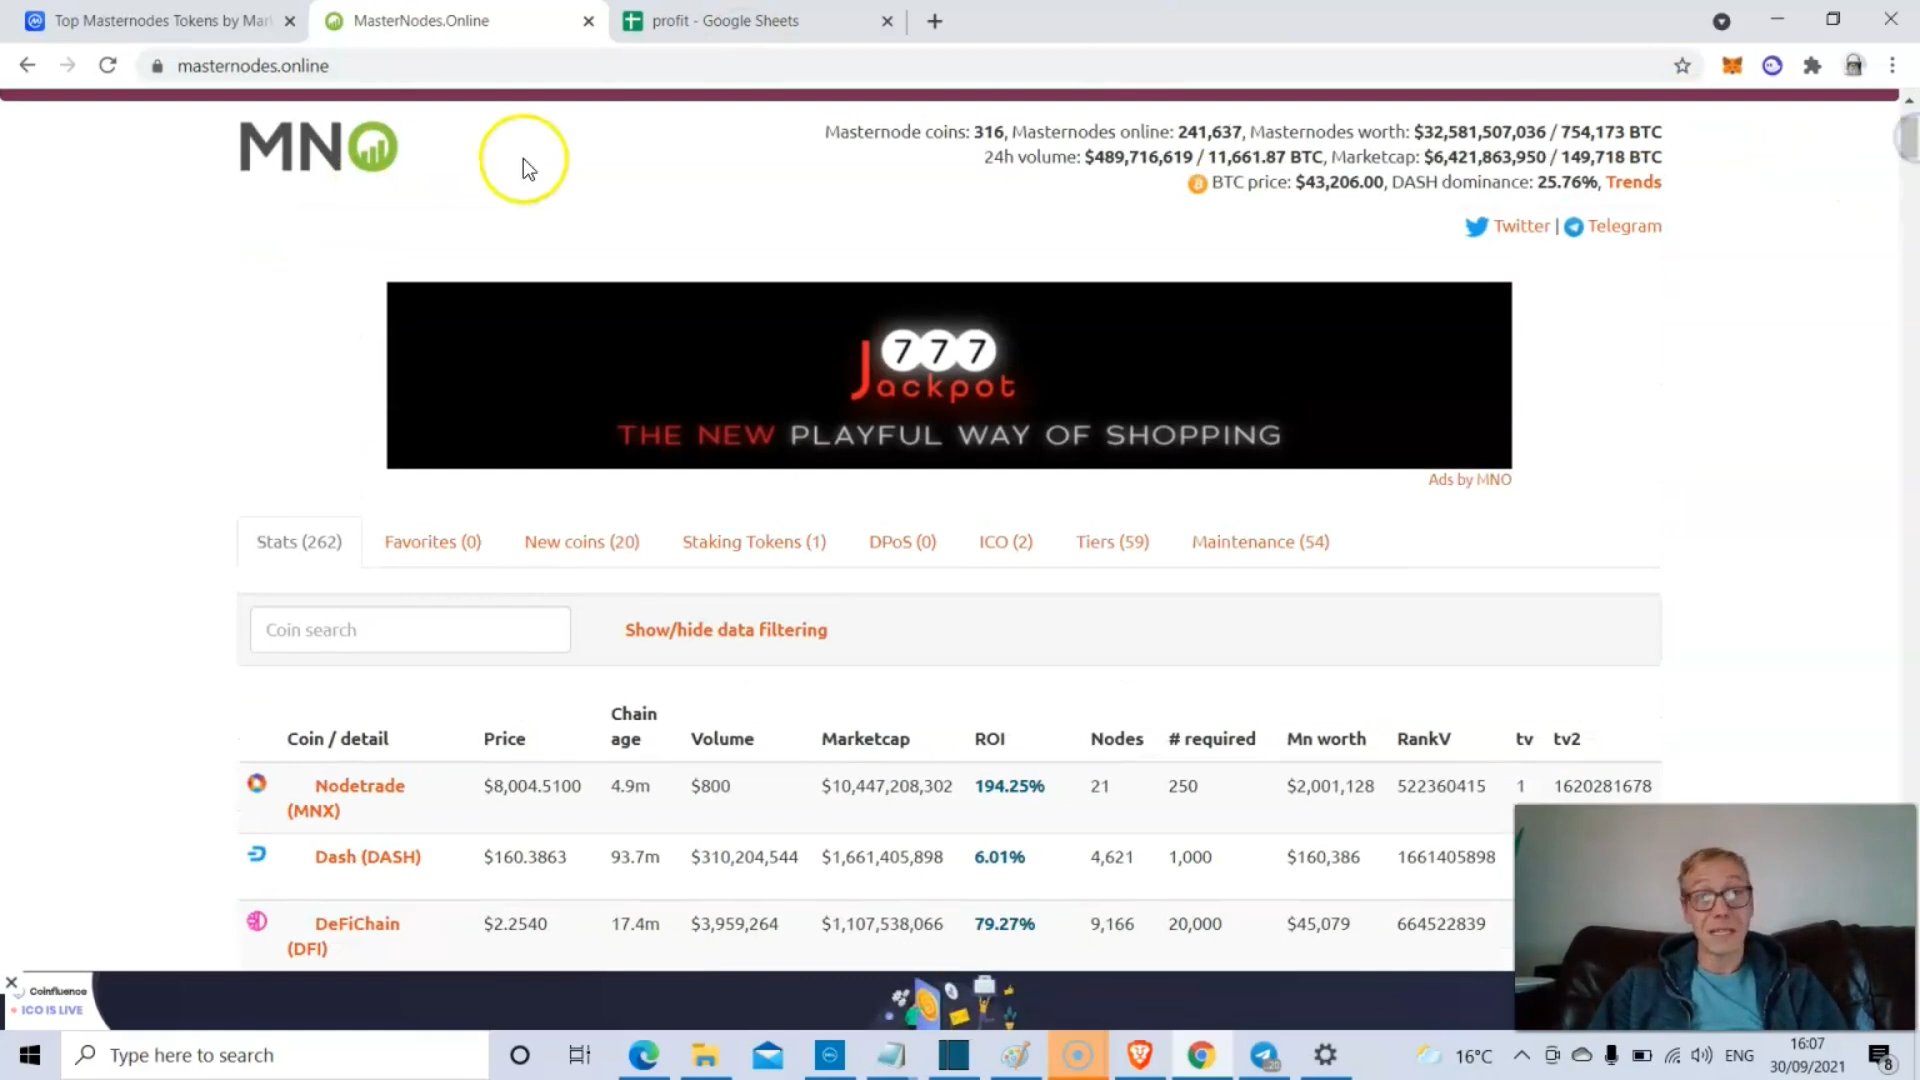 Top Masternodes Tokens by Mar
MasterNodes.Online
profit - Google Sheets
masternodes.online
MNO
Masternode coins: 316, Masternodes online: 241,637, Masternodes worth: $32,581,507,036 / 754,173 BTC
24h volume: $489,716,619 / 11,661.87 BTC, Marketcap: $6,421,863,950 / 149,718 BTC
BTC price: $43,206.00, DASH dominance: 25.76%, Trends
Twitter | Telegram
777
Jackpot
THE NEW PLAYFUL WAY OF SHOPPING
Ads by MNO
Stats (262) Favorites (0) New coins (20) Staking Tokens (1) DPoS (0) ICO (2) Tiers (59) Maintenance (54)
Coin search Show/hide data filtering
Coin / detail Price Chain age Volume Marketcap ROI Nodes # required Mn worth RankV tv tv2
Nodetrade (MNX) $8,004.5100 4.9m $800 $10,447,208,302 194.25% 21 250 $2,001,128 522360415 1 1620281678
Dash (DASH) $160.3863 93.7m $310,204,544 $1,661,405,898 6.01% 4,621 1,000 $160,386 1661405898
DeFiChain (DFI) $2.2540 17.4m $3,959,264 $1,107,538,066 79.27% 9,166 20,000 $45,079 664522839
Coinfluence
ICO IS LIVE
Type here to search
16°C
ENG
16:07
30/09/2021
8